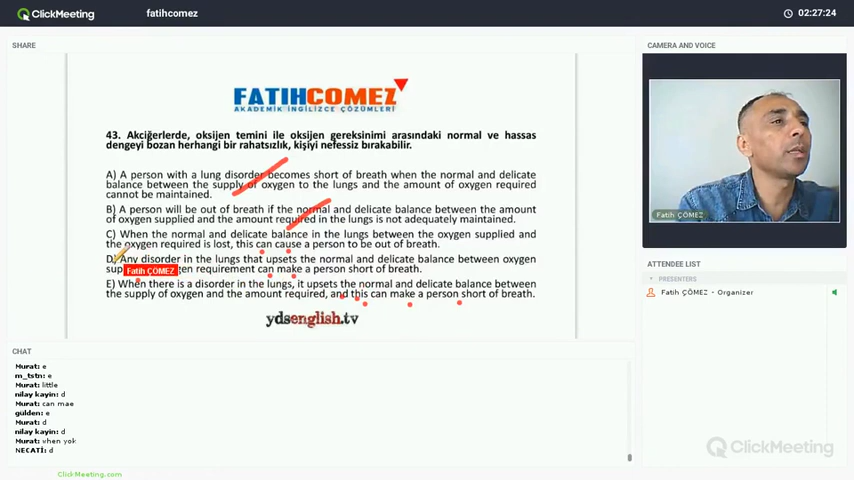 ClickMeeting
fatihcomez
02:27:24
SHARE
CAMERA AND VOICE
FATIHCOMEZ
AKADEMİK İNGİLİZCE ÇÖZÜMLERİ
43. Akciğerlerde, oksijen temini ile oksijen gereksinimi arasındaki normal ve hassas
dengeyi bozan herhangi bir rahatsızlık, kişiyi nefessiz bırakabilir.
A) A person with a lung disorder becomes short of breath when the normal and delicate
balance between the supply of oxygen to the lungs and the amount of oxygen required
cannot be maintained.
B) A person will be out of breath if the normal and delicate balance between the amount
of oxygen supplied and the amount required in the lungs is not adequately maintained.
C) When the normal and delicate balance in the lungs between the oxygen supplied and
the oxygen required is lost, this can cause a person to be out of breath.
D) Any disorder in the lungs that upsets the normal and delicate balance between oxygen
requirement can make a person short of breath.
Fatih ÇÖMEZ
E) When there is a disorder in the lungs, it upsets the normal and delicate balance between
the supply of oxygen and the amount required, and this can make a person short of breath.
ydsenglish.tv
Fatih ÇÖMEZ
ATTENDEE LIST
PRESENTERS
Fatih ÇÖMEZ - Organizer
CHAT
Murat: e
m_tstn: e
Murat: little
nilay kayin: d
Murat: can mae
gülden: e
Murat: d
nilay kayin: d
Murat: when yok
NECATİ: d
ClickMeeting
ClickMeeting.com